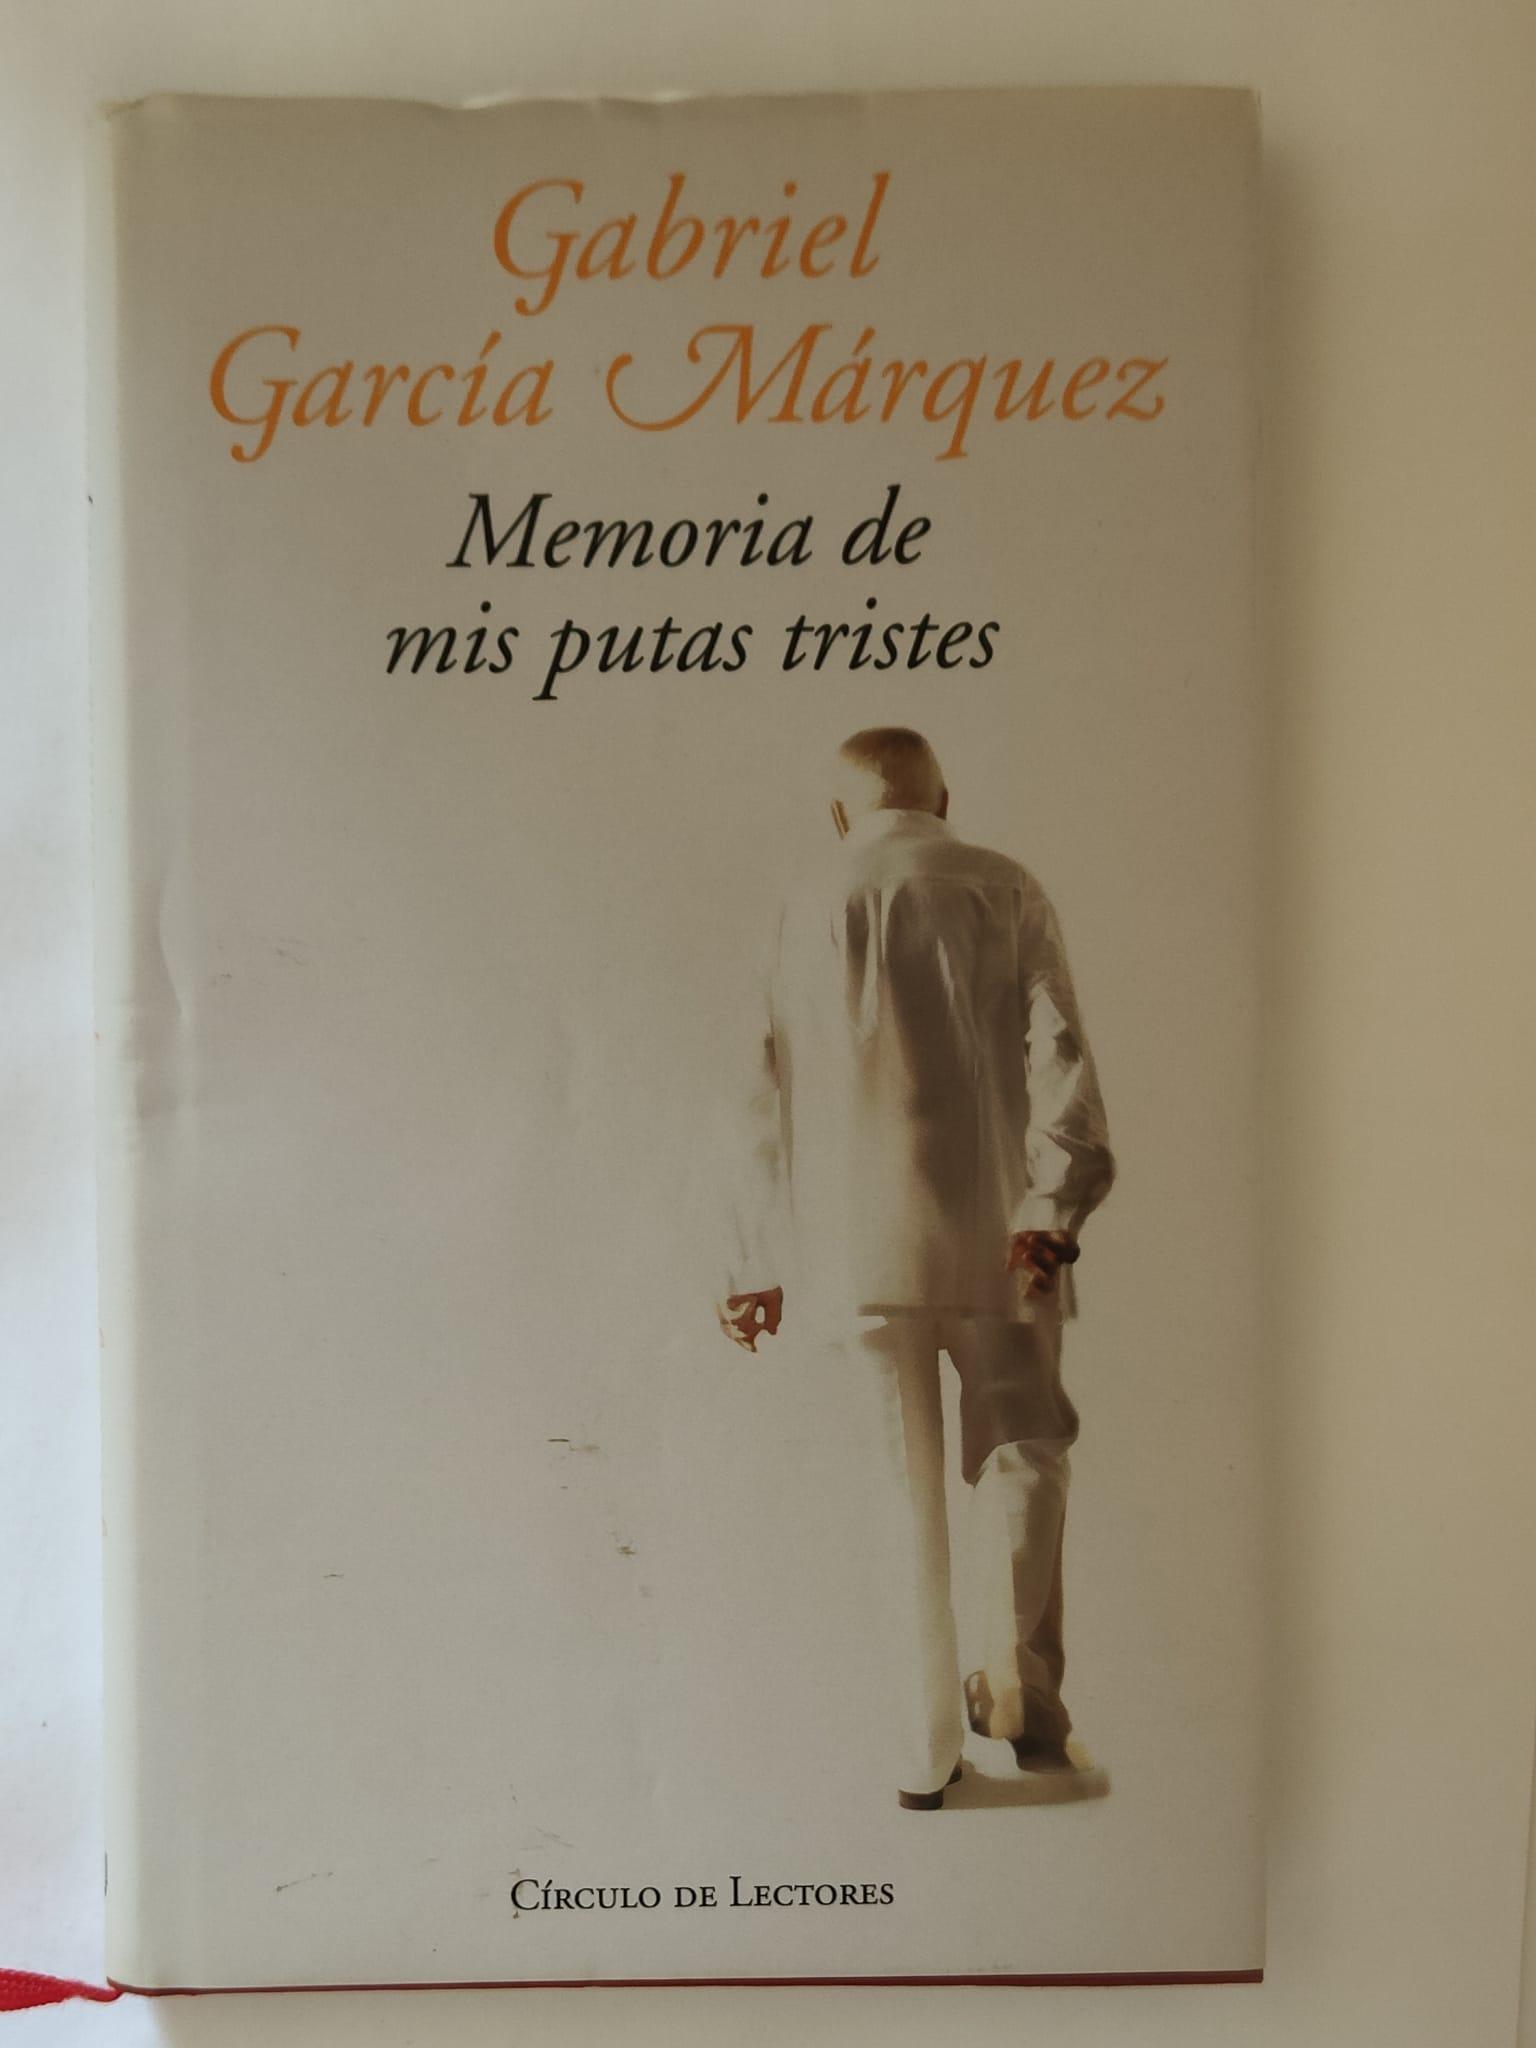 Gabriel
García Márquez
Memoria de
mis putas tristes
Círculo de Lectores